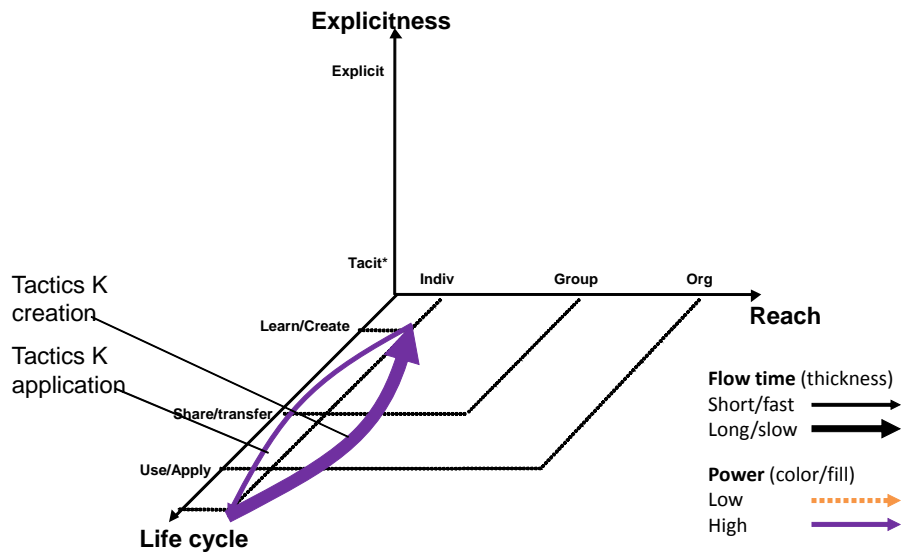 Explicitness
Explicit
Tacit*
Indiv
Group
Org
Reach
Tactics K
creation
Learn/Create
Tactics K
application
Share/transfer
Use/Apply
Life cycle
Flow time (thickness)
Short/fast
Long/slow
Power (color/fill)
Low
High